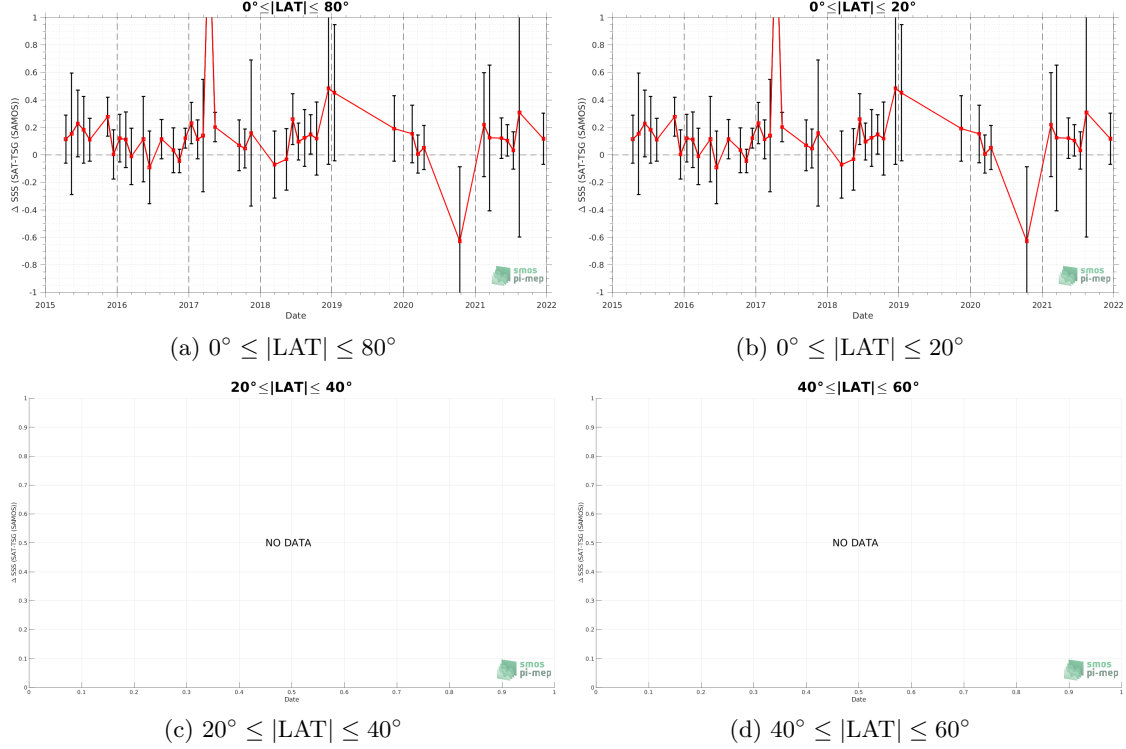 0°≤|LAT|≤ 80°
1
0.8
0.6
0.4
0.2
0
-0.2
-0.4
-0.6
-0.8
-1
Δ SSS (SAT-TSG (SAMOS))
2015 2016 2017 2018 2019 2020 2021 2022
Date
smos
pi-mep
(a) 0° ≤ |LAT| ≤ 80°
0°≤|LAT|≤ 20°
1
0.8
0.6
0.4
0.2
0
-0.2
-0.4
-0.6
-0.8
-1
Δ SSS (SAT-TSG (SAMOS))
2015 2016 2017 2018 2019 2020 2021 2022
Date
smos
pi-mep
(b) 0° ≤ |LAT| ≤ 20°
20°≤|LAT|≤ 40°
1
0.9
0.8
0.7
0.6
0.5
0.4
0.3
0.2
0.1
0
Δ SSS (SAT-TSG (SAMOS))
NO DATA
0 0.1 0.2 0.3 0.4 0.5 0.6 0.7 0.8 0.9 1
Date
smos
pi-mep
(c) 20° ≤ |LAT| ≤ 40°
40°≤|LAT|≤ 60°
1
0.9
0.8
0.7
0.6
0.5
0.4
0.3
0.2
0.1
0
Δ SSS (SAT-TSG (SAMOS))
NO DATA
0 0.1 0.2 0.3 0.4 0.5 0.6 0.7 0.8 0.9 1
Date
smos
pi-mep
(d) 40° ≤ |LAT| ≤ 60°